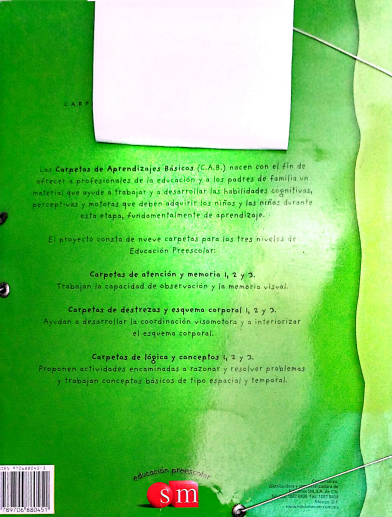 CARP
Las Carpetas de Aprendizajes Básicos (C.A.B.) nacen con el fin de
ofrecer a profesionales de la educación y a los padres de familia un
material que ayude a trabajar y a desarrollar las habilidades cognitivas,
perceptivas y motoras que deben adquirir los niños y las niñas durante
esta etapa, fundamentalmente de aprendizaje.
El proyecto consta de nueve carpetas para los tres niveles de
Educación Preescolar:
Carpetas de atención y memoria 1, 2 y 3.
Trabajan la capacidad de observación y la memoria visual.
Carpetas de destrezas y esquema corporal 1, 2 y 3.
Ayudan a desarrollar la coordinación visomotora y a interiorizar
el esquema corporal.
Carpetas de lógica y conceptos 1, 2 y 3.
Proponen actividades encaminadas a razonar y resolver problemas
y trabajan conceptos básicos de tipo espacial y temporal.
educación preescolar
sm